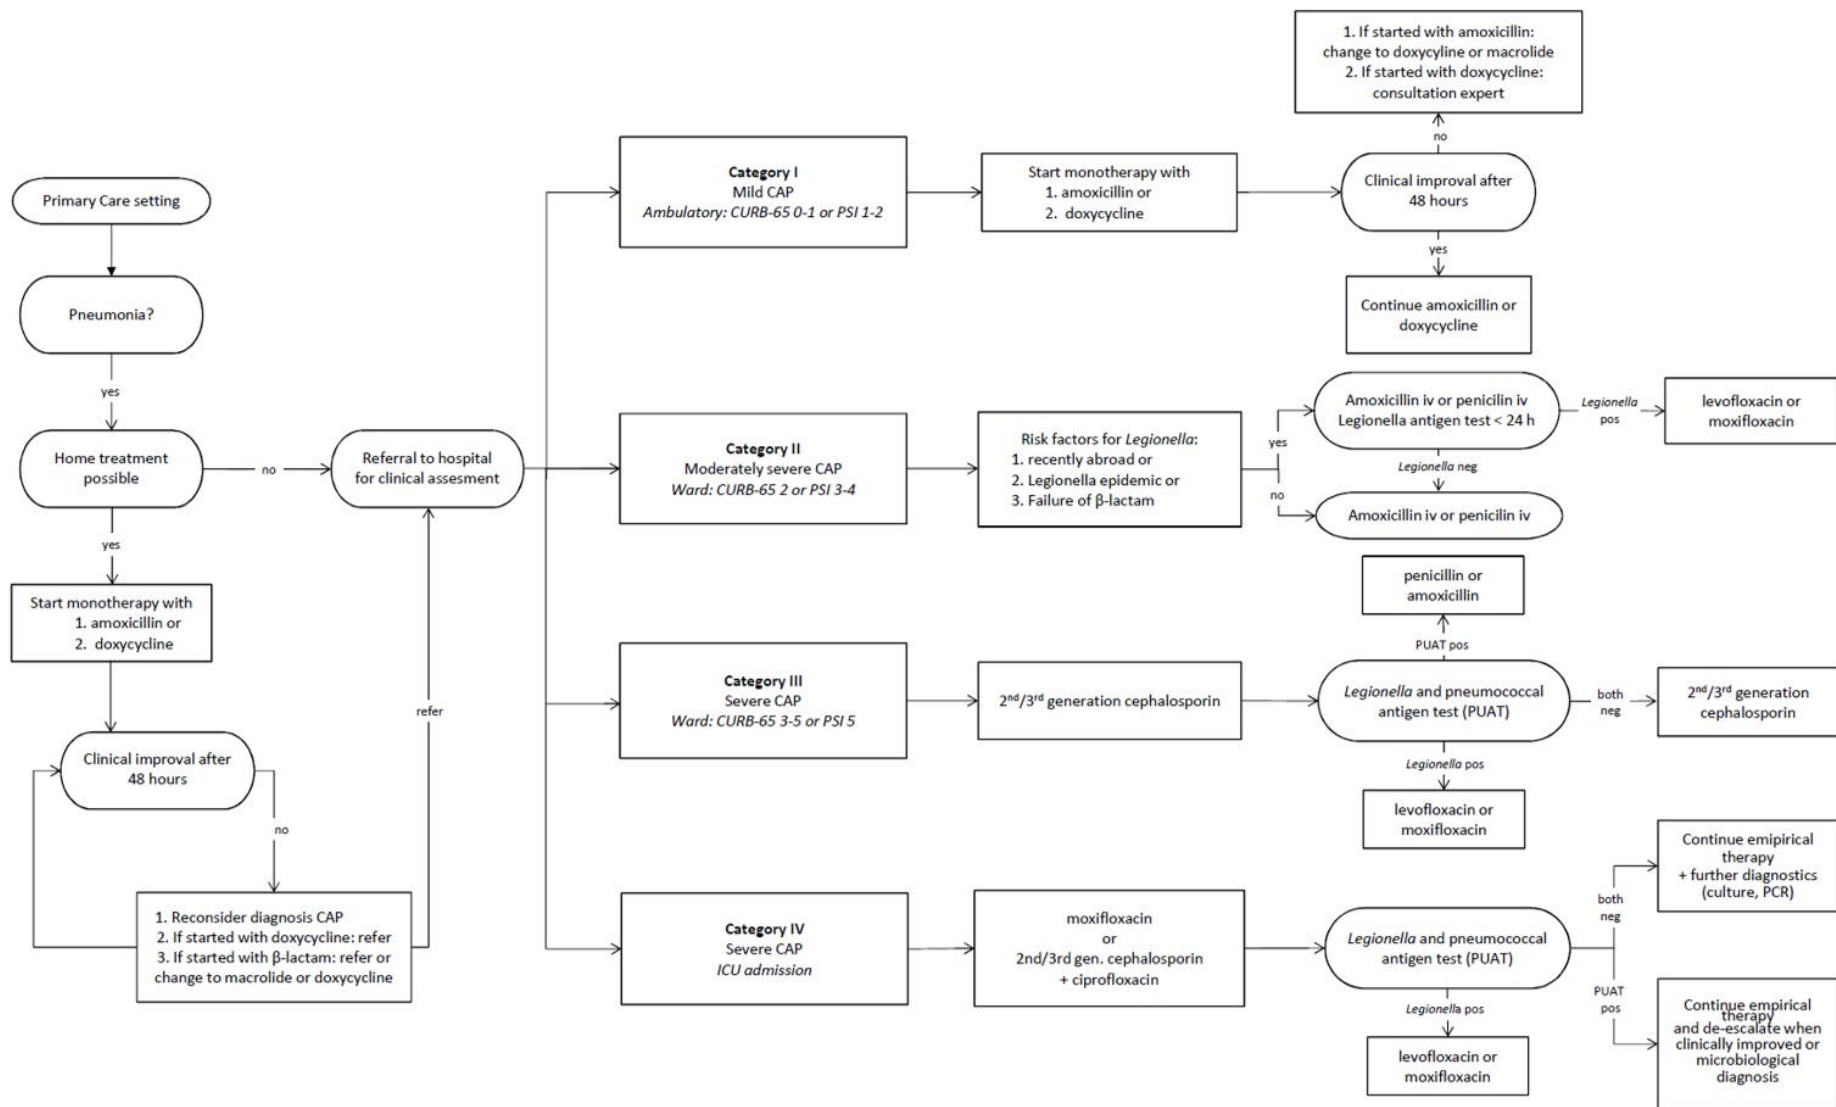 Primary Care setting
Pneumonia?
yes
Home treatment
possible
no
yes
Start monotherapy with
1. amoxicillin or
2. doxycycline
Clinical improval after
48 hours
no
1. Reconsider diagnosis CAP
2. If started with doxycycline: refer
3. If started with β-lactam: refer or
change to macrolide or doxycycline
refer
Referral to hospital
for clinical assesment
Category I
Mild CAP
Ambulatory: CURB-65 0-1 or PSI 1-2
Start monotherapy with
1. amoxicillin or
2. doxycycline
Clinical improval after
48 hours
no
1. If started with amoxicillin:
change to doxycyline or macrolide
2. If started with doxycycline:
consultation expert
yes
Continue amoxicillin or
doxycycline
Category II
Moderately severe CAP
Ward: CURB-65 2 or PSI 3-4
Risk factors for Legionella:
1. recently abroad or
2. Legionella epidemic or
3. Failure of β-lactam
yes
no
Amoxicillin iv or penicilin iv
Legionella antigen test < 24 h
Legionella
pos
levofloxacin or
moxifloxacin
Legionella neg
Amoxicillin iv or penicilin iv
Category III
Severe CAP
Ward: CURB-65 3-5 or PSI 5
2nd/3rd generation cephalosporin
penicillin or
amoxicillin
PUAT pos
Legionella and pneumococcal
antigen test (PUAT)
both
neg
2nd/3rd generation
cephalosporin
Legionella pos
levofloxacin or
moxifloxacin
Category IV
Severe CAP
ICU admission
moxifloxacin
or
2nd/3rd gen. cephalosporin
+ ciprofloxacin
Legionella and pneumococcal
antigen test (PUAT)
both
neg
Continue emipirical
therapy
+ further diagnostics
(culture, PCR)
PUAT
pos
Continue empirical
therapy
and de-escalate when
clinically improved or
microbiological
diagnosis
Legionella pos
levofloxacin or
moxifloxacin